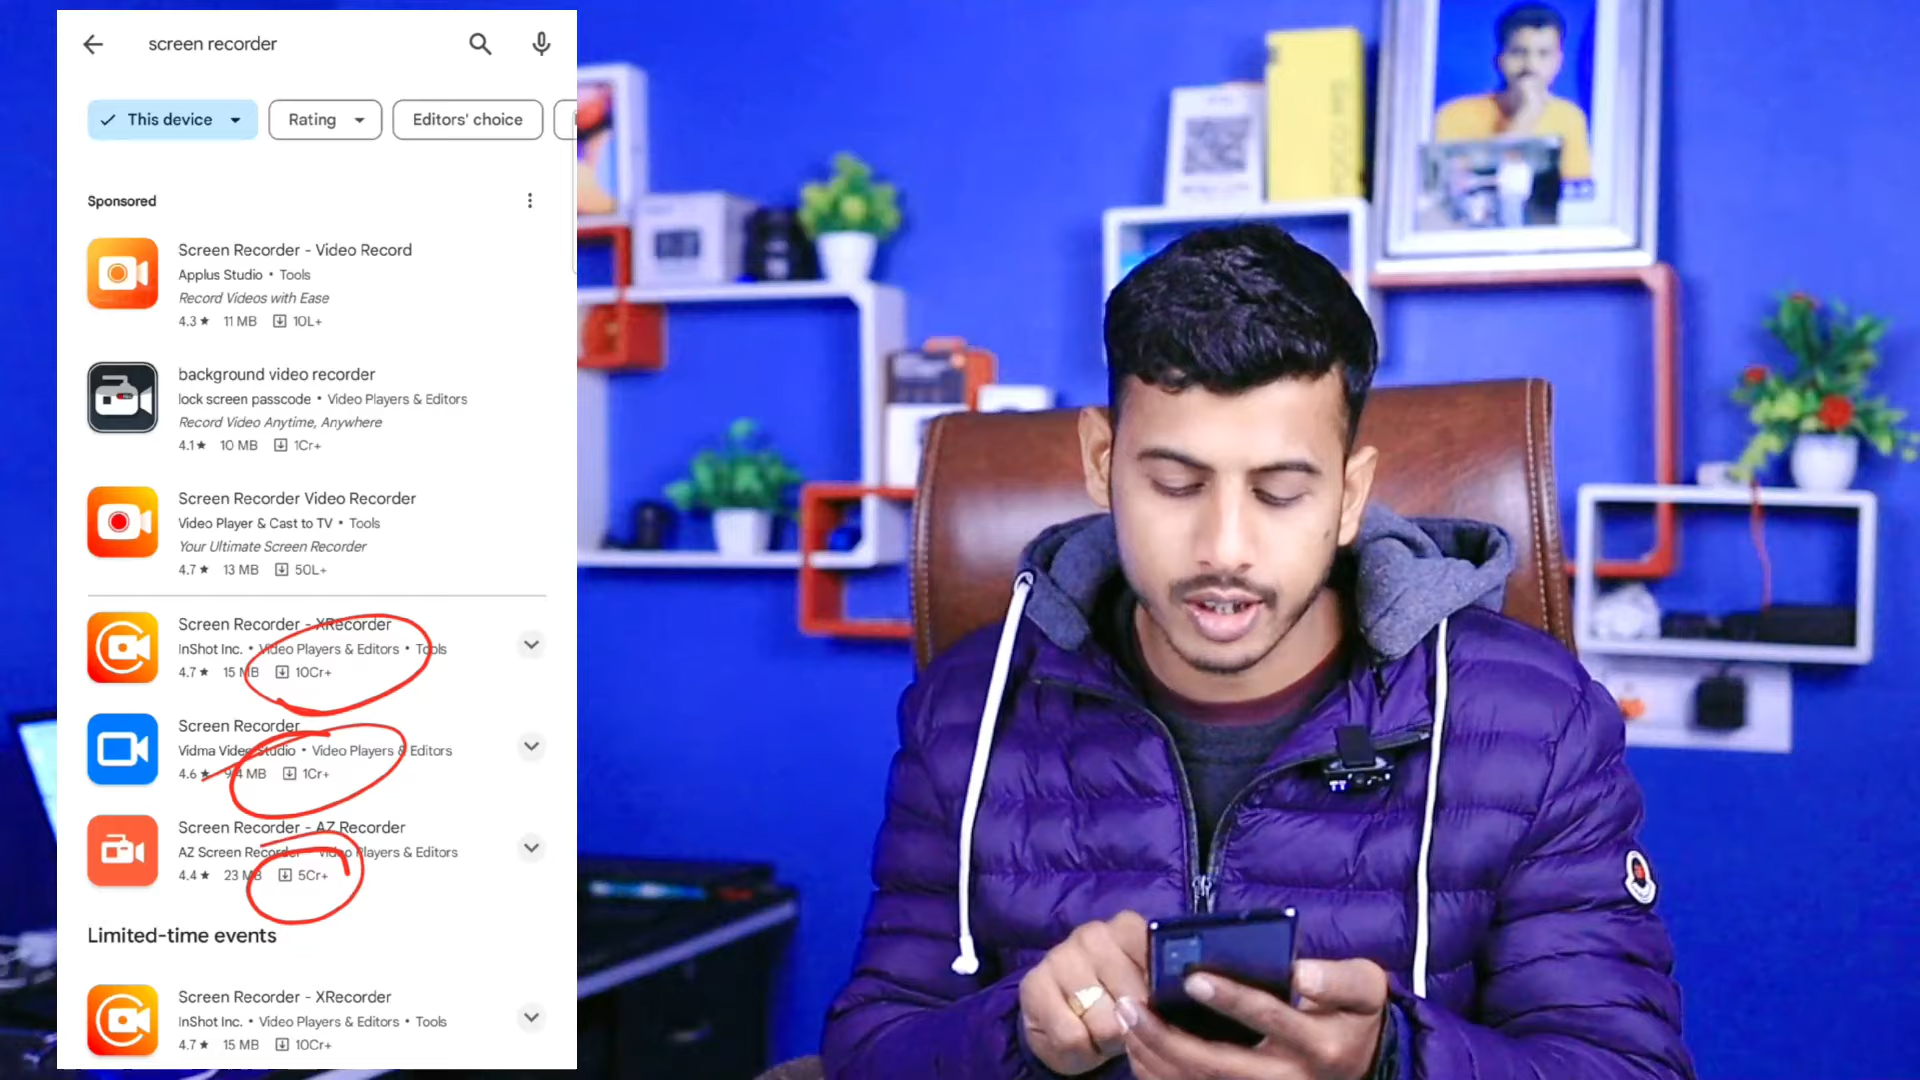 screen recorder
This device
Rating
Editors' choice
Sponsored
Screen Recorder - Video Record
Applus Studio • Tools
Record Videos with Ease
4.3★ 11 MB 10L+
background video recorder
lock screen passcode • Video Players & Editors
Record Video Anytime, Anywhere
4.1★ 10 MB 1Cr+
Screen Recorder Video Recorder
Video Player & Cast to TV • Tools
Your Ultimate Screen Recorder
4.7★ 13 MB 50L+
Screen Recorder - XRecorder
InShot Inc. • Video Players & Editors • Tools
4.7★ 15 MB 10Cr+
Screen Recorder
Vidma Video Studio • Video Players & Editors
4.6★ 9.4 MB 1Cr+
Screen Recorder - AZ Recorder
AZ Screen Recorder • Video Players & Editors
4.4★ 23 MB 5Cr+
Limited-time events
Screen Recorder - XRecorder
InShot Inc. • Video Players & Editors • Tools
4.7★ 15 MB 10Cr+